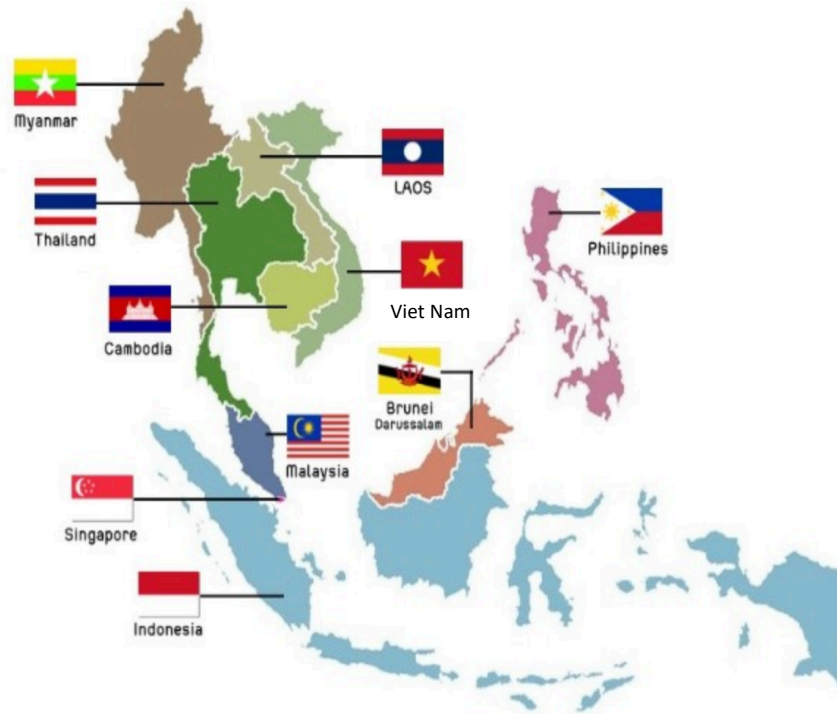 Myanmar
LAOS
Thailand
Philippines
Viet Nam
Cambodia
Brunei
Darussalam
Malaysia
Singapore
Indonesia